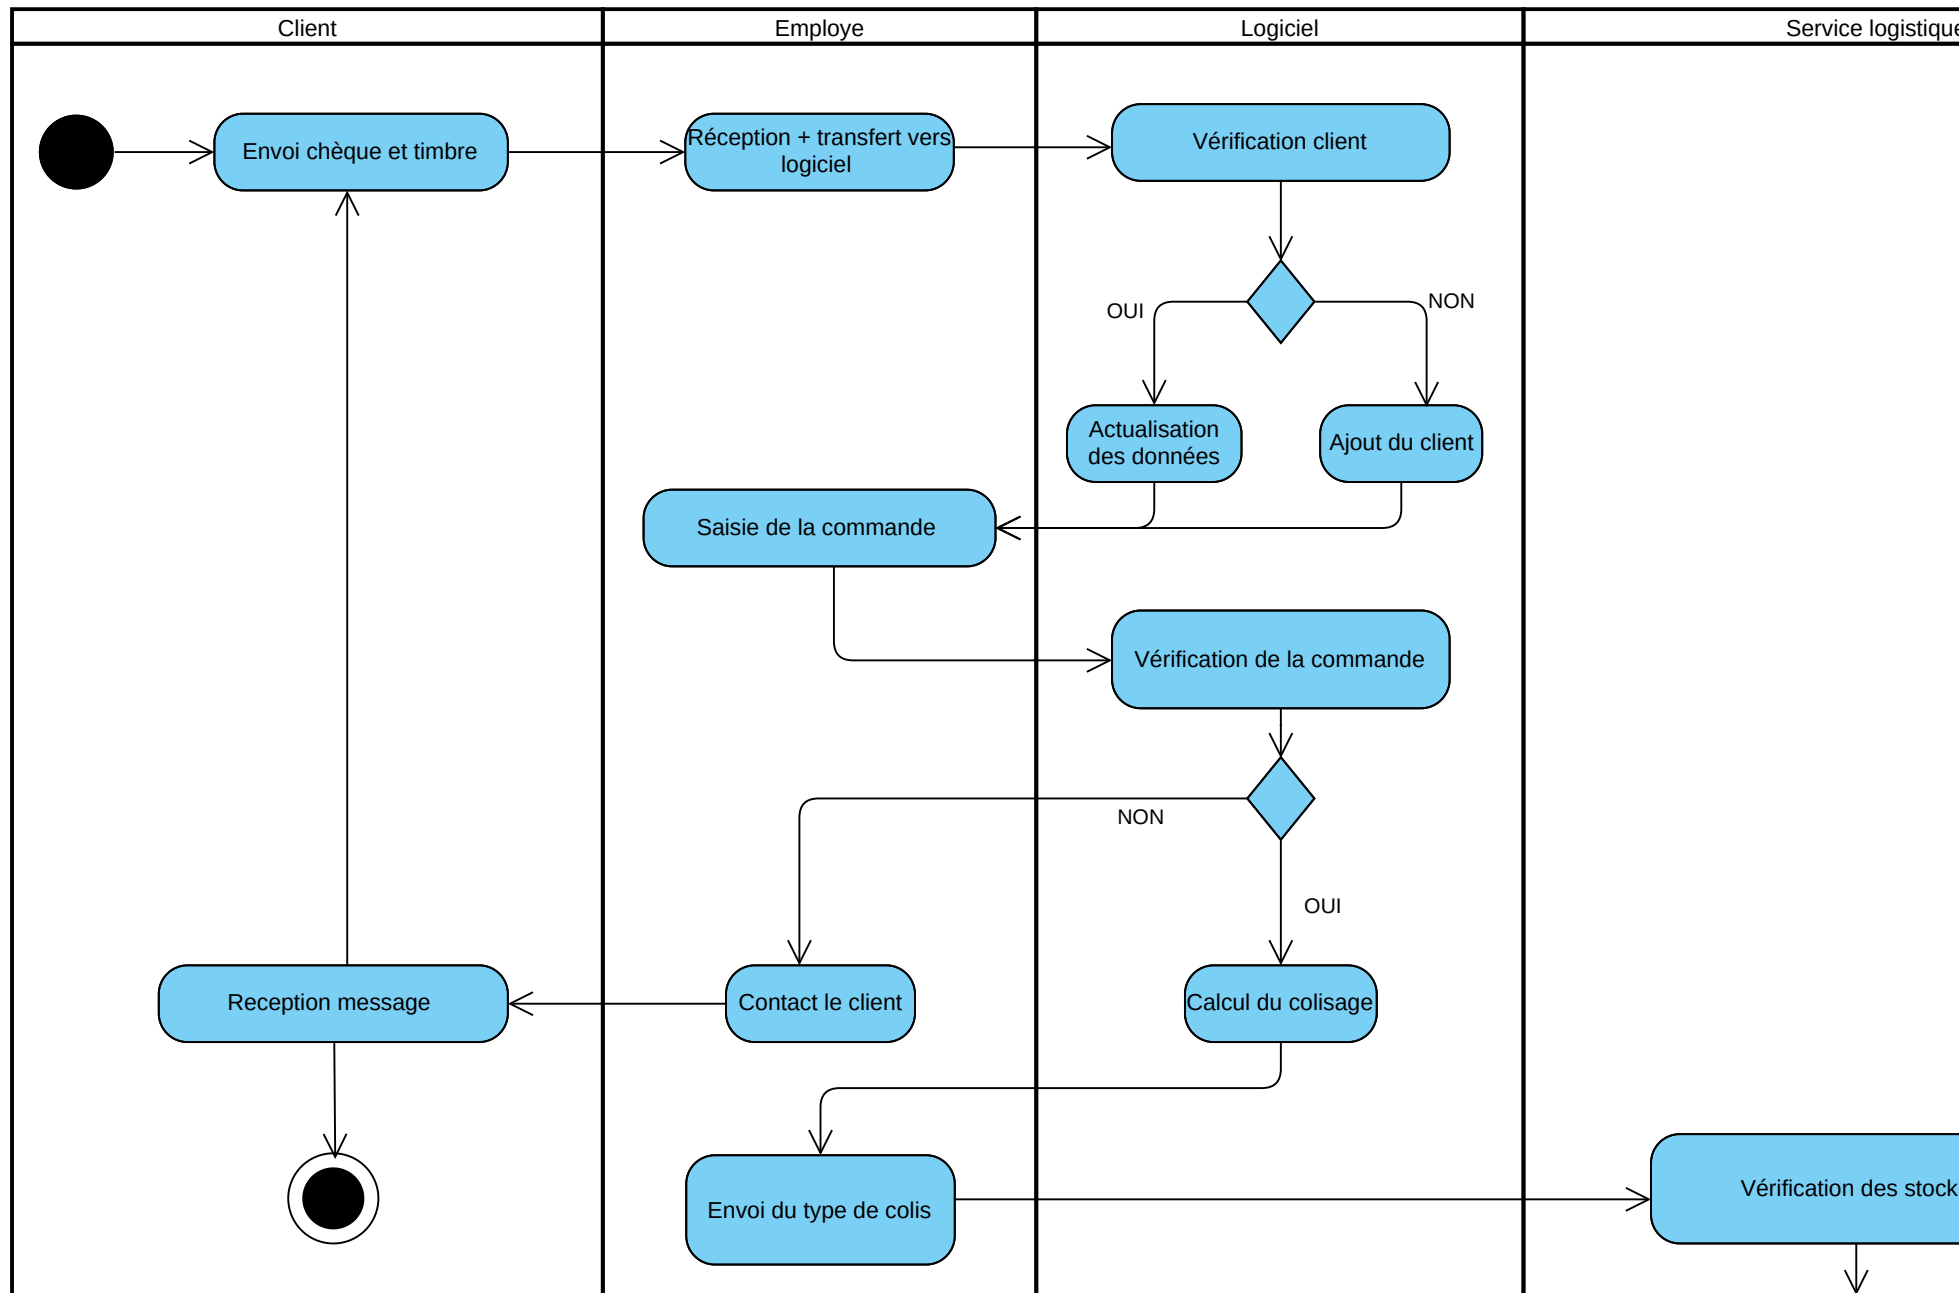 Client
Employe
Logiciel
Service logistique
Envoi chèque et timbre
Réception + transfert vers
logiciel
Vérification client
OUI
NON
Actualisation
des données
Ajout du client
Saisie de la commande
Vérification de la commande
NON
OUI
Reception message
Contact le client
Calcul du colisage
Envoi du type de colis
Vérification des stock